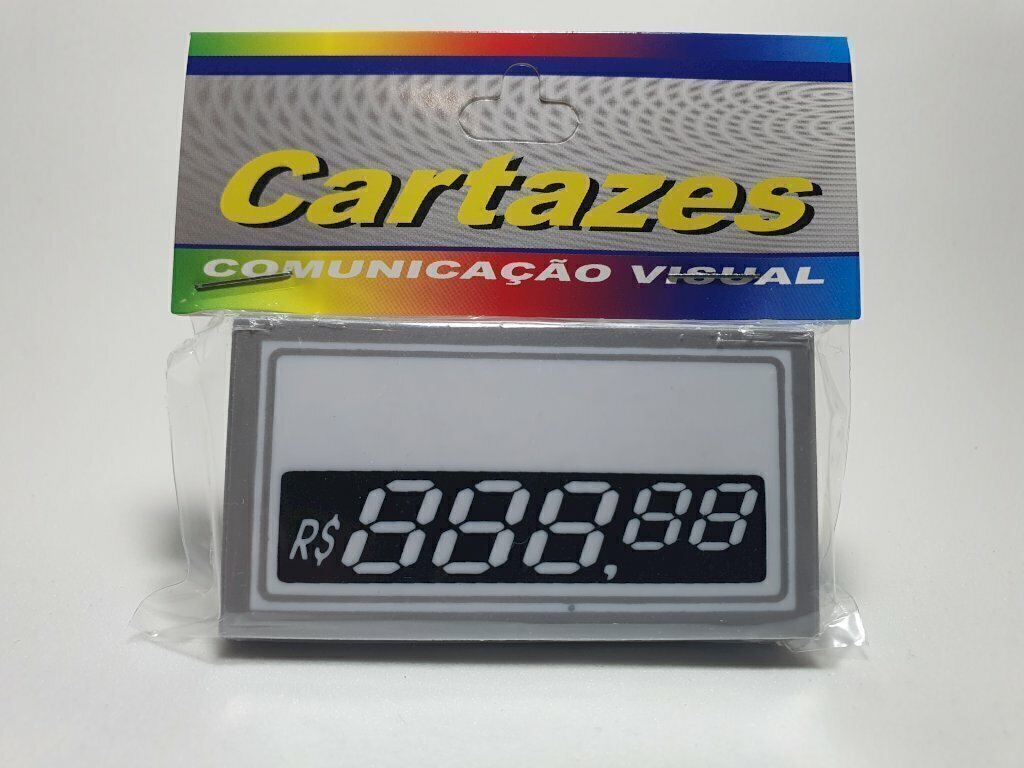 Cartazes
COMUNICAÇÃO VISUAL
R$ 888,88